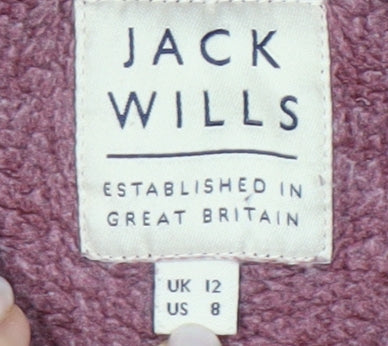 JACK
WILLS
ESTABLISHED IN
GREAT BRITAIN
UK 12
US 8